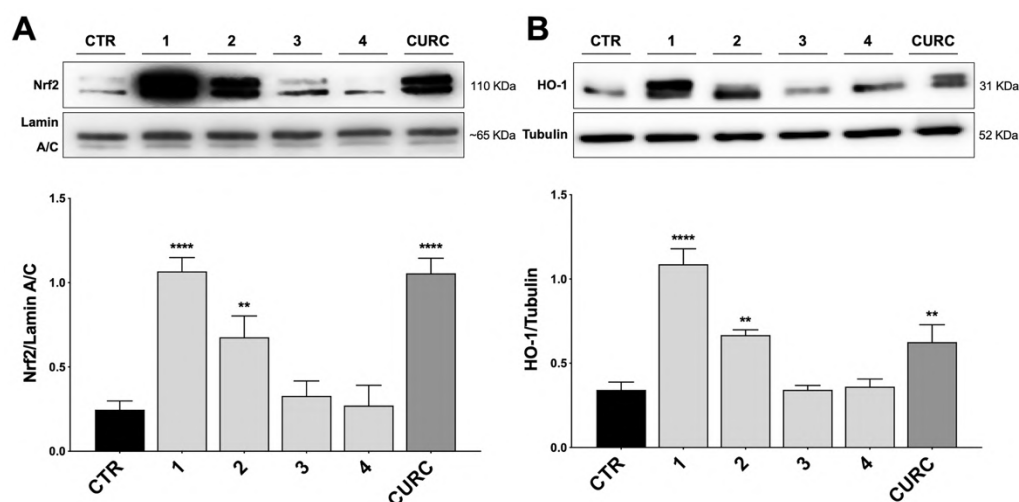 A
CTR 1 2 3 4 CURC
Nrf2 110 KDa
Lamin A/C ~65 KDa
Nrf2/Lamin A/C
1.5
1.0
0.5
0.0
**** ** ****
CTR 1 2 3 4 CURC
B
CTR 1 2 3 4 CURC
HO-1 31 KDa
Tubulin 52 KDa
HO-1/Tubulin
1.5
1.0
0.5
0.0
**** ** **
CTR 1 2 3 4 CURC